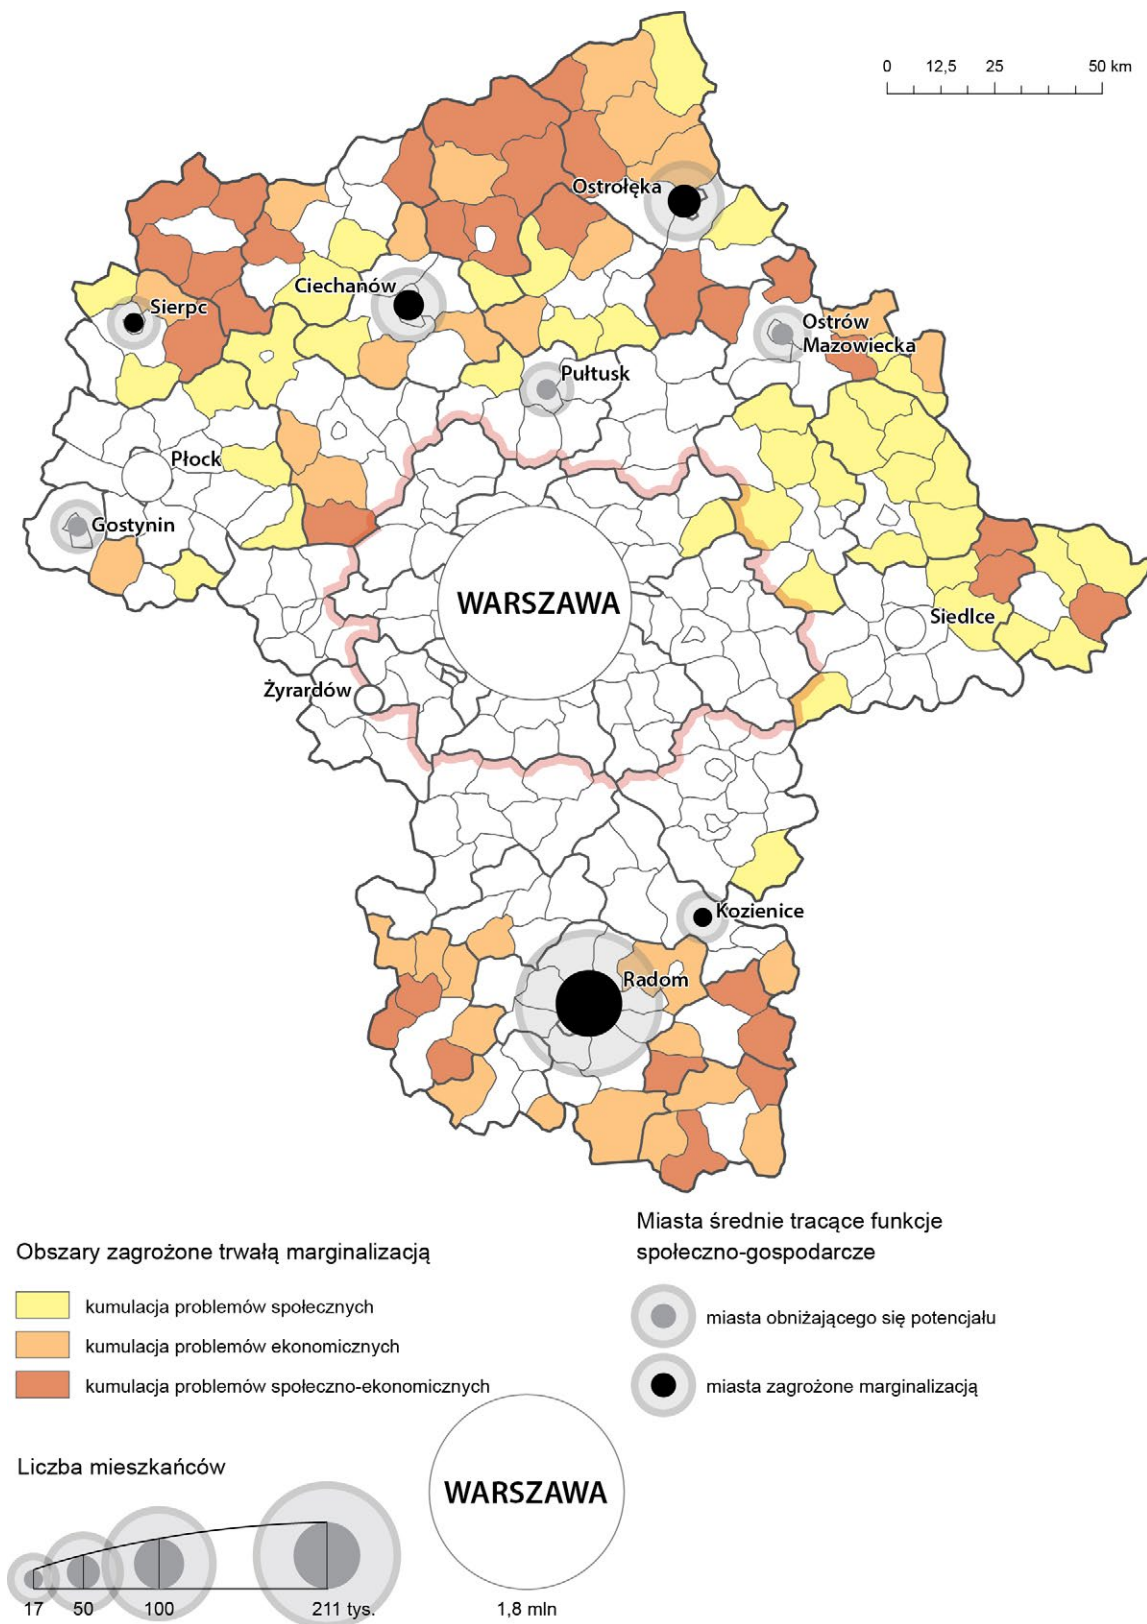 0 12,5 25 50 km
Ostrołęka
Ciechanów
Sierpc
Ostrów
Mazowiecka
Pułtusk
Płock
Gostynin
WARSZAWA
Siedlce
Żyrardów
Kozienice
Radom
Obszary zagrożone trwałą marginalizacją
kumulacja problemów społecznych
kumulacja problemów ekonomicznych
kumulacja problemów społeczno-ekonomicznych
Miasta średnie tracące funkcje
społeczno-gospodarcze
miasta obniżającego się potencjału
miasta zagrożone marginalizacją
Liczba mieszkańców
WARSZAWA
17 50 100 211 tys. 1,8 mln